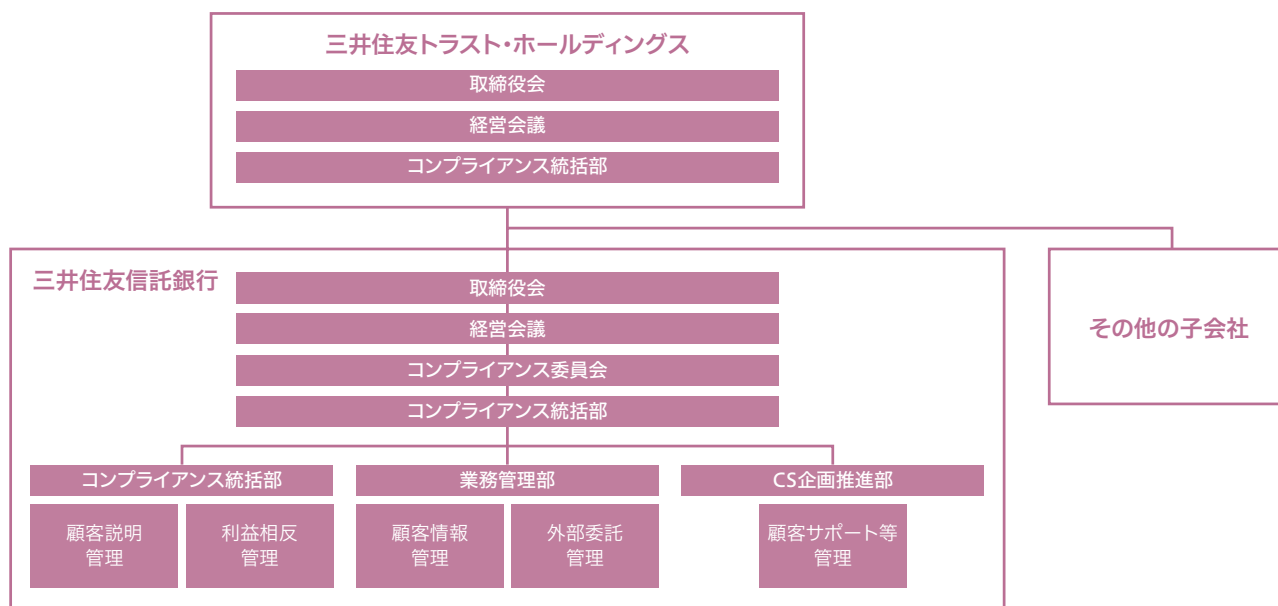 三井住友トラスト・ホールディングス
取締役会
経営会議
コンプライアンス統括部
三井住友信託銀行
取締役会
経営会議
コンプライアンス委員会
コンプライアンス統括部
その他の子会社
コンプライアンス統括部
業務管理部
CS企画推進部
顧客説明
管理
利益相反
管理
顧客情報
管理
外部委託
管理
顧客サポート等
管理